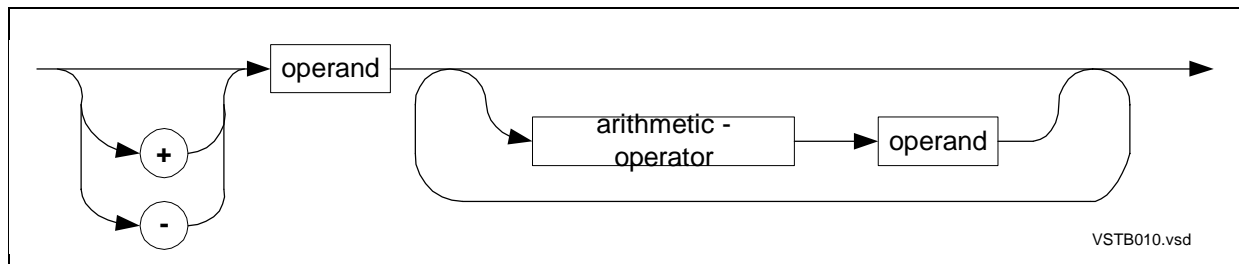 operand
+
arithmetic -
operator
operand
-
VSTB010.vsd